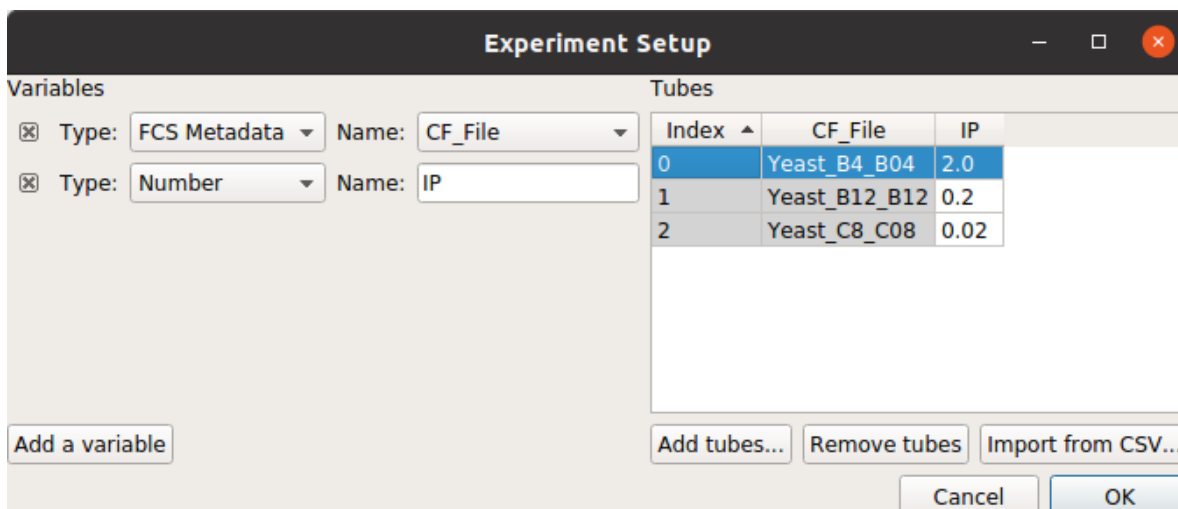 Experiment Setup
Variables
Type: FCS Metadata Name: CF_File
Type: Number Name: IP
Add a variable
Tubes
Index CF_File IP
0 Yeast_B4_B04 2.0
1 Yeast_B12_B12 0.2
2 Yeast_C8_C08 0.02
Add tubes... Remove tubes Import from CSV...
Cancel OK